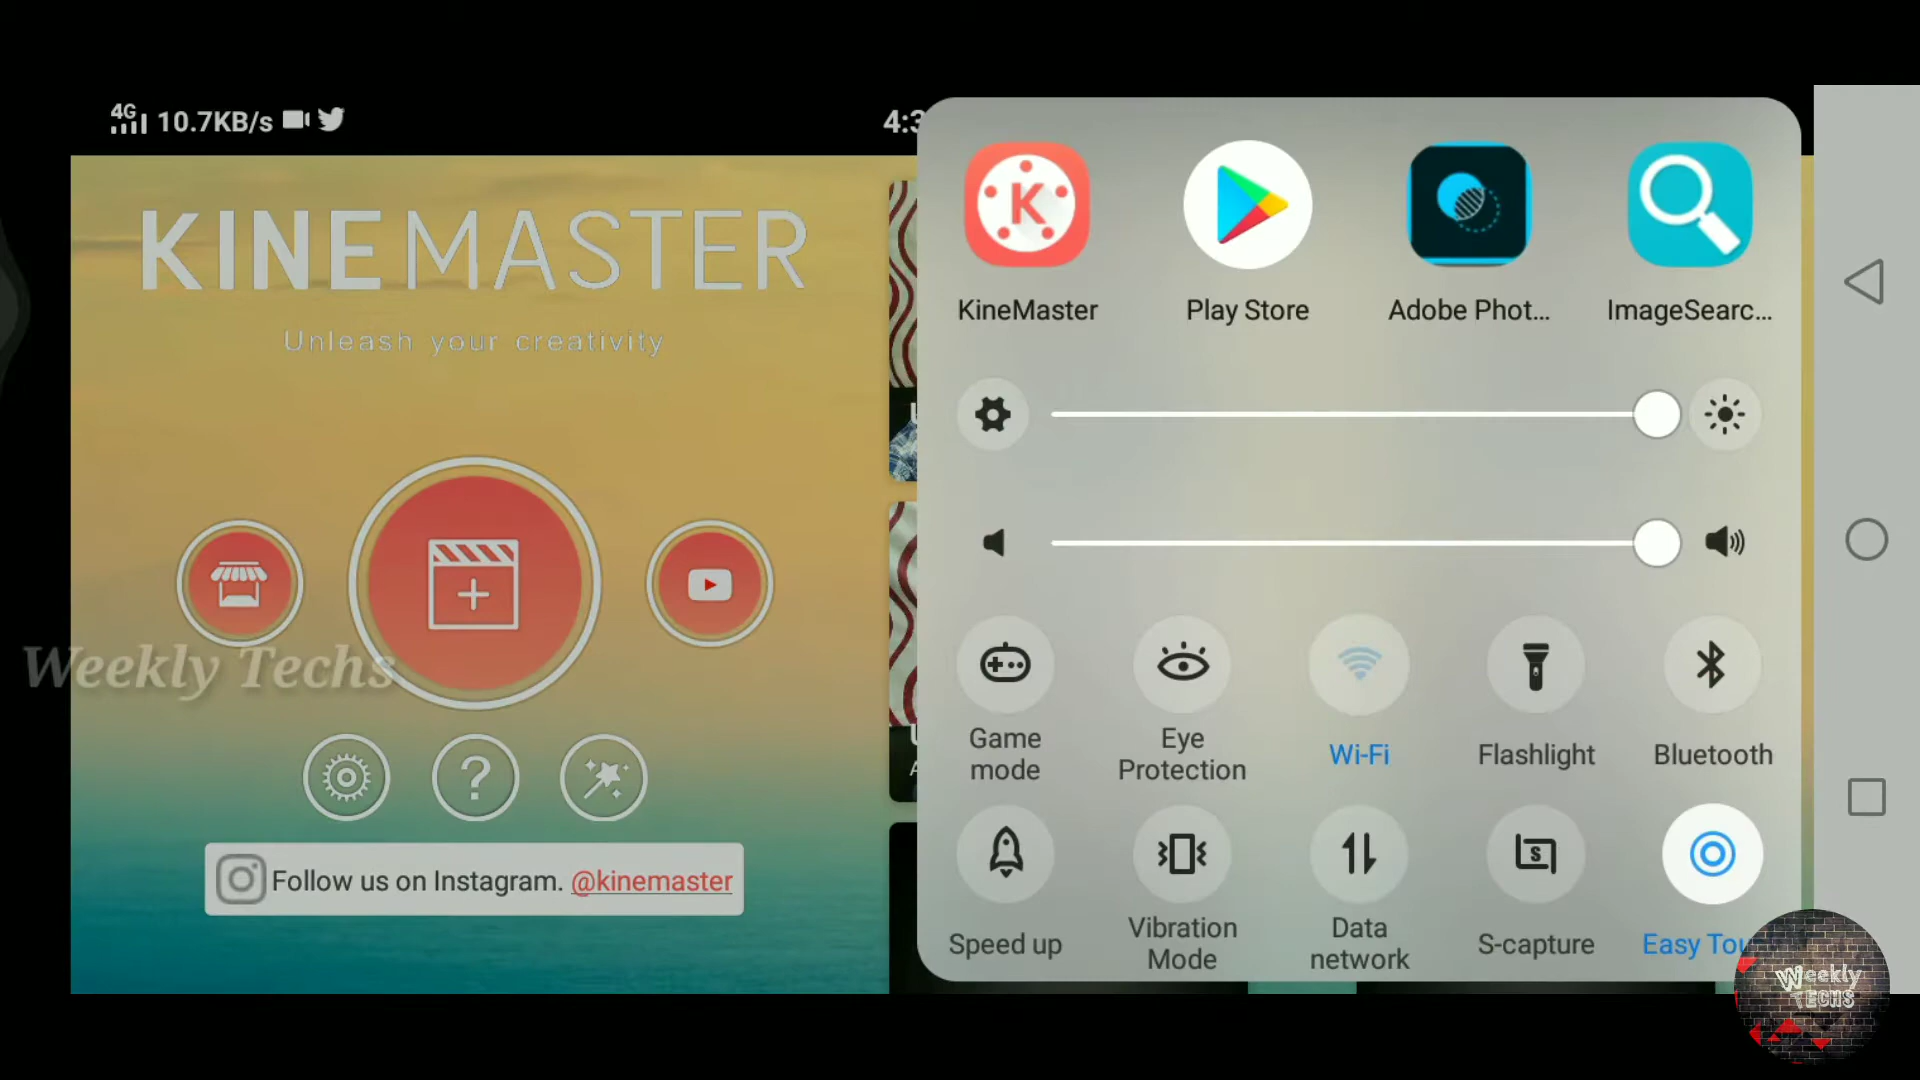 4G 10.7KB/s
4:3
KINEMASTER
Unleash your creativity
Follow us on Instagram. @kinemaster
Weekly Techs
K
KineMaster
Play Store
Adobe Phot...
ImageSearc...
Game
mode
Eye
Protection
Wi-Fi
Flashlight
Bluetooth
Speed up
Vibration
Mode
Data
network
S
S-capture
Easy Tou
Weekly
TECHS